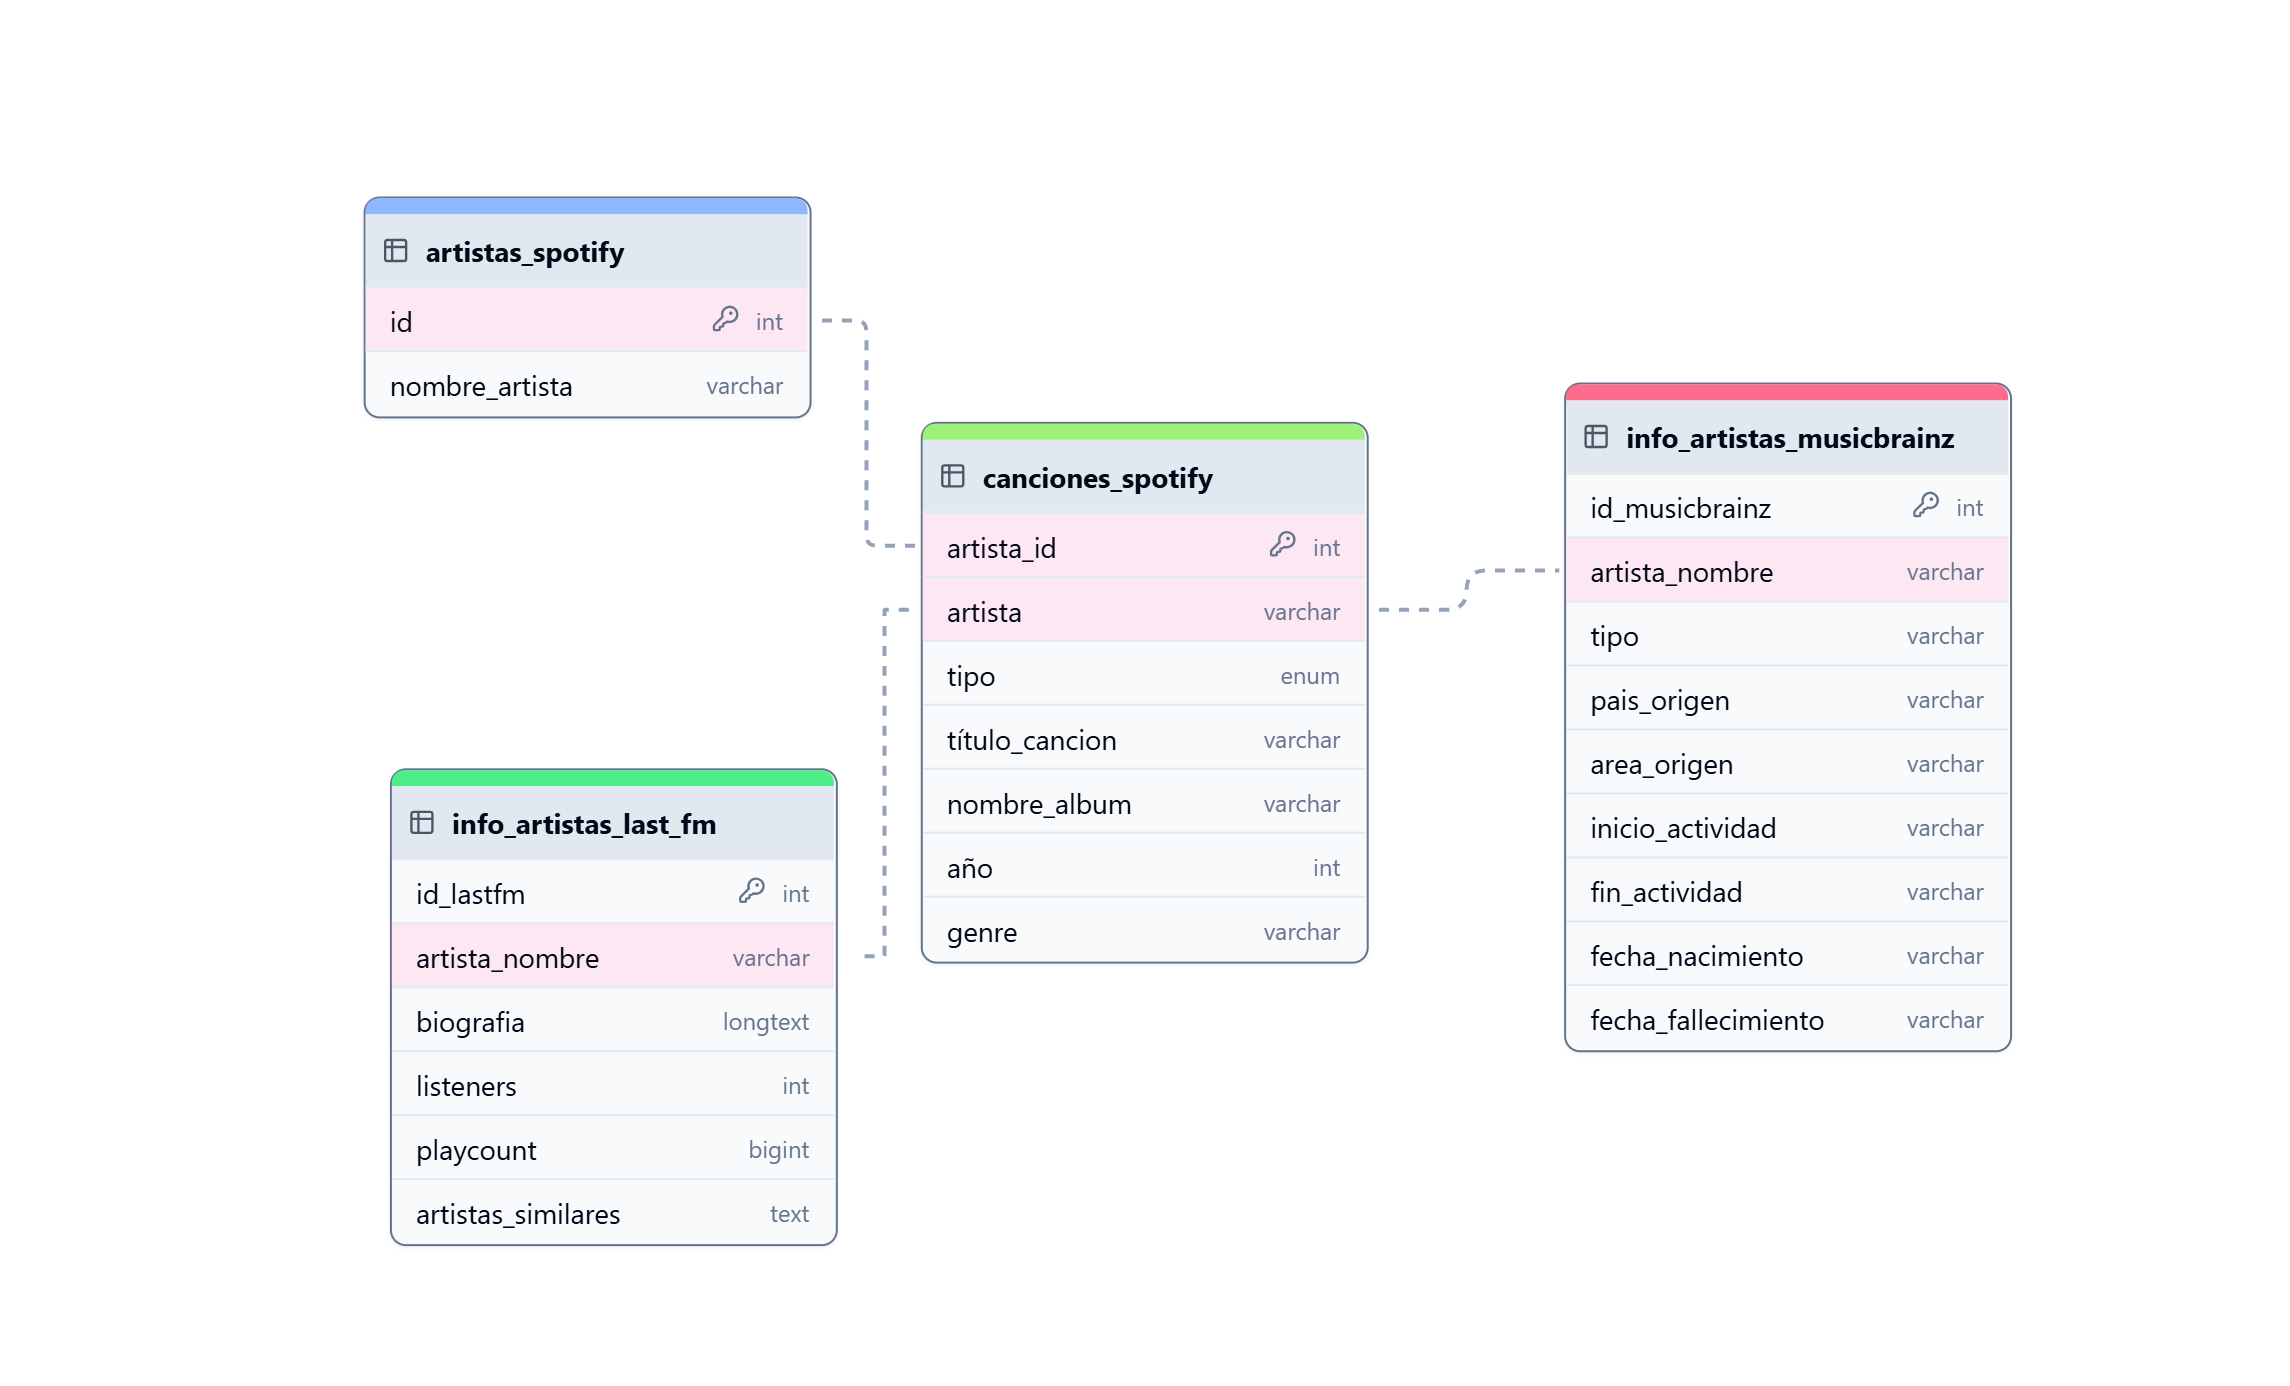 artistas_spotify
id int
nombre_artista varchar
canciones_spotify
artista_id int
artista varchar
tipo enum
título_cancion varchar
nombre_album varchar
año int
genre varchar
info_artistas_musicbrainz
id_musicbrainz int
artista_nombre varchar
tipo varchar
pais_origen varchar
area_origen varchar
inicio_actividad varchar
fin_actividad varchar
fecha_nacimiento varchar
fecha_fallecimiento varchar
info_artistas_last_fm
id_lastfm int
artista_nombre varchar
biografia longtext
listeners int
playcount bigint
artistas_similares text